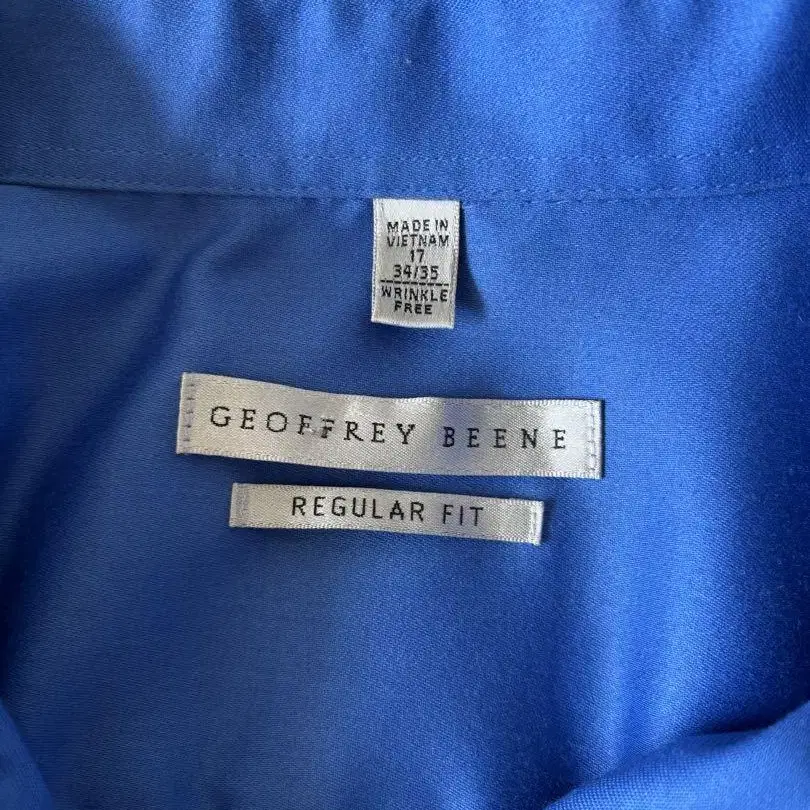 MADE IN
VIETNAM
17
34/35
WRINKLE
FREE
GEOFFREY BEENE
REGULAR FIT